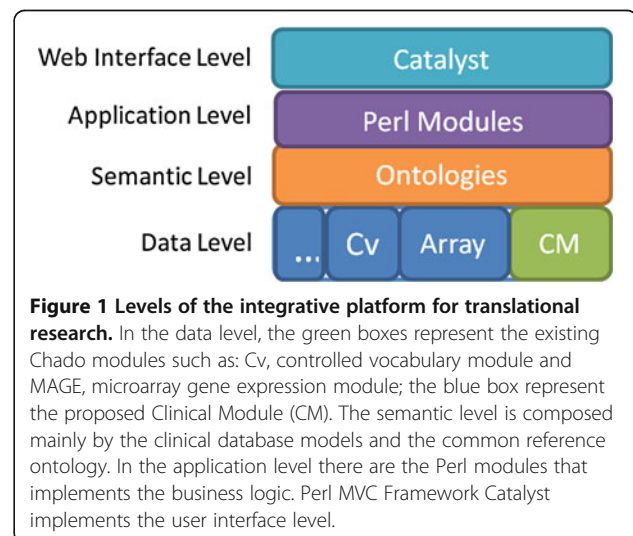 Web Interface Level Catalyst
Application Level Perl Modules
Semantic Level Ontologies
Data Level ... Cv Array CM
Figure 1 Levels of the integrative platform for translational
research. In the data level, the green boxes represent the existing
Chado modules such as: Cv, controlled vocabulary module and
MAGE, microarray gene expression module; the blue box represent
the proposed Clinical Module (CM). The semantic level is composed
mainly by the clinical database models and the common reference
ontology. In the application level there are the Perl modules that
implements the business logic. Perl MVC Framework Catalyst
implements the user interface level.